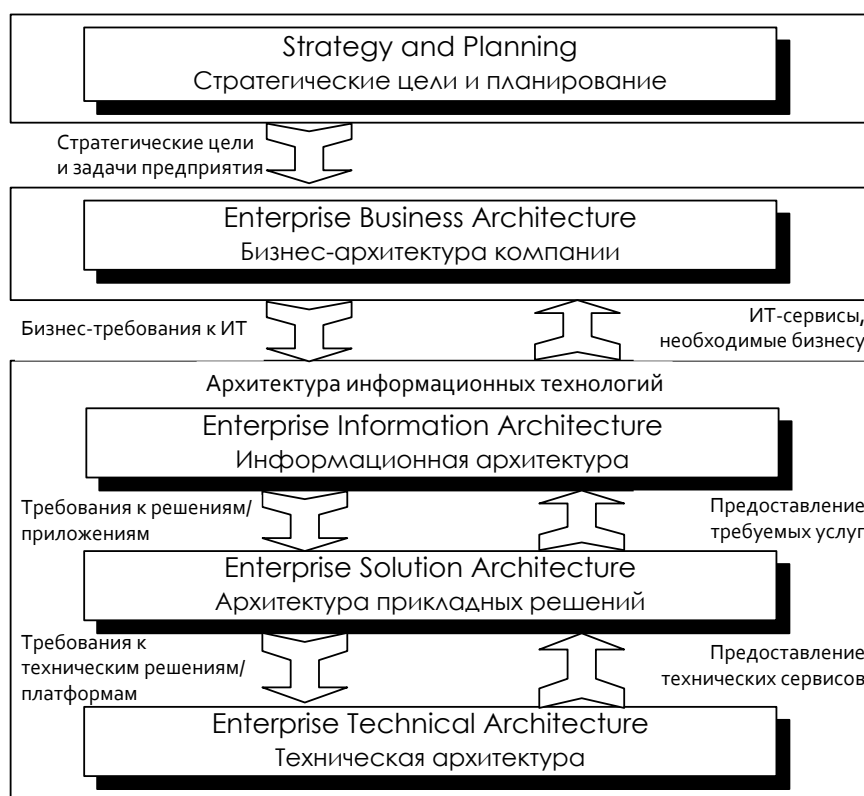 Strategy and Planning
Стратегические цели и планирование
Стратегические цели
и задачи предприятия
Enterprise Business Architecture
Бизнес-архитектура компании
Бизнес-требования к ИТ
ИТ-сервисы,
необходимые бизнесу
Архитектура информационных технологий
Enterprise Information Architecture
Информационная архитектура
Требования к решениям/
приложениям
Предоставление
требуемых услуг
Enterprise Solution Architecture
Архитектура прикладных решений
Требования к
техническим решениям/
платформам
Предоставление
технических сервисов
Enterprise Technical Architecture
Техническая архитектура